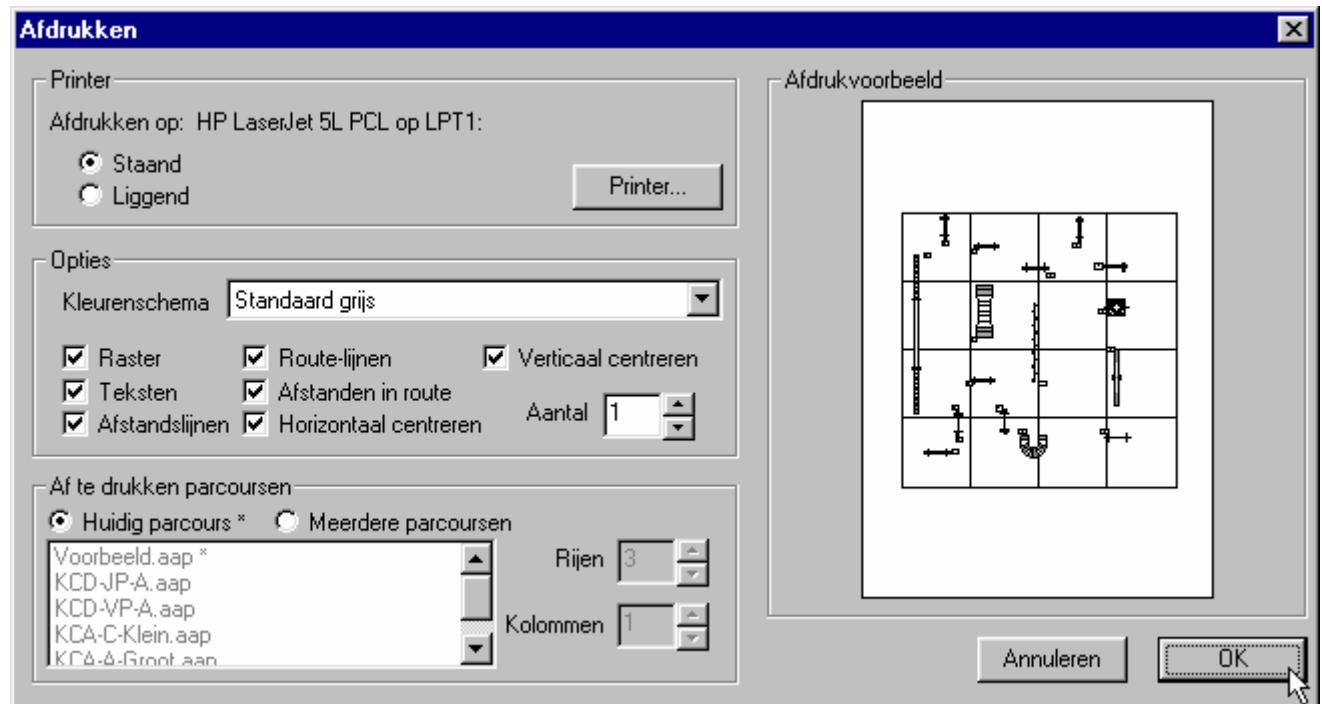 Afdrukken
Printer
Afdrukken op: HP LaserJet 5L PCL op LPT1:
Staand
Liggend
Printer...
Opties
Kleurenschema Standaard grijs
Raster Route-lijnen Verticaal centreren
Teksten Afstanden in route
Aantal 1
Afstandslijnen Horizontaal centreren
Af te drukken parcoursen
Huidig parcours * Meerdere parcoursen
Voorbeeld.aap *
KCD-JP-A.aap
KCD-VP-A.aap
KCA-C-Klein.aap
KCA-A-Groot.aap
Rijen 3
Kolommen 1
Afdrukvoorbeeld
Annuleren OK